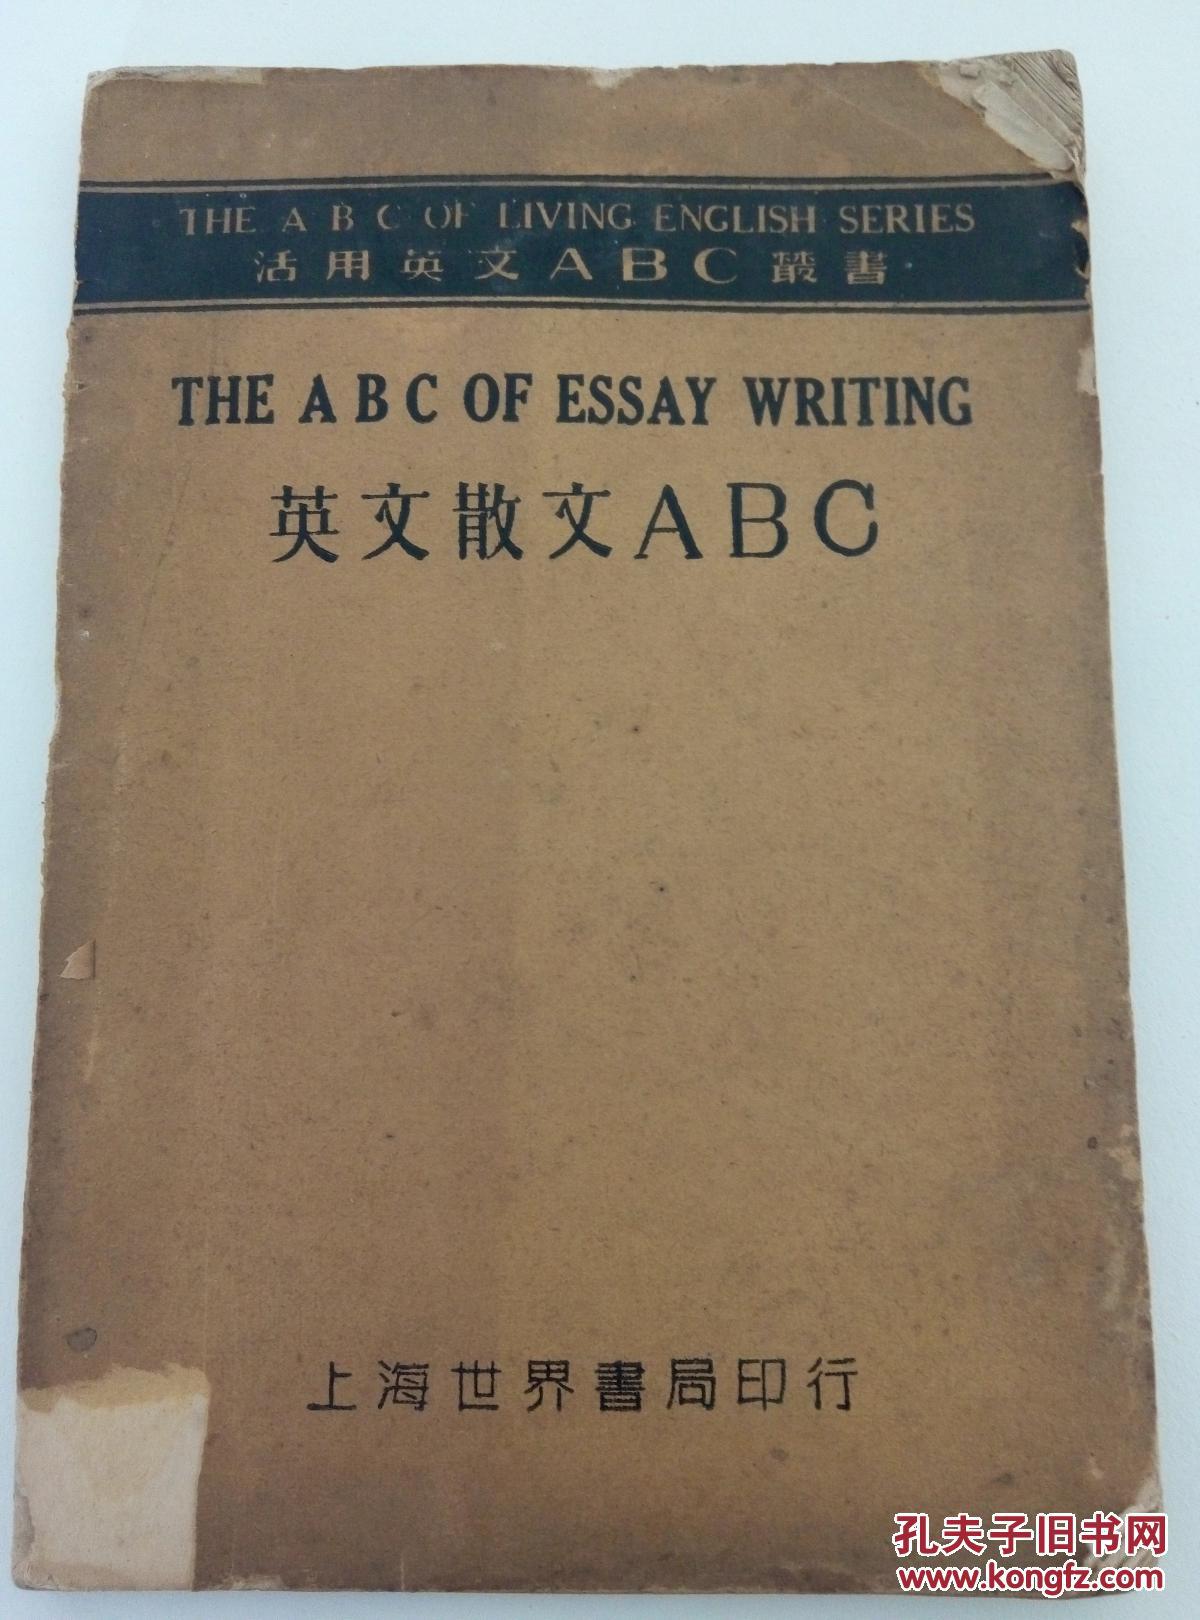 THE A B C OF LIVING ENGLISH SERIES
活用英文ABC叢書
THE A B C OF ESSAY WRITING
英文散文ABC
上海世界書局印行
孔夫子旧书网
www.kongfz.com